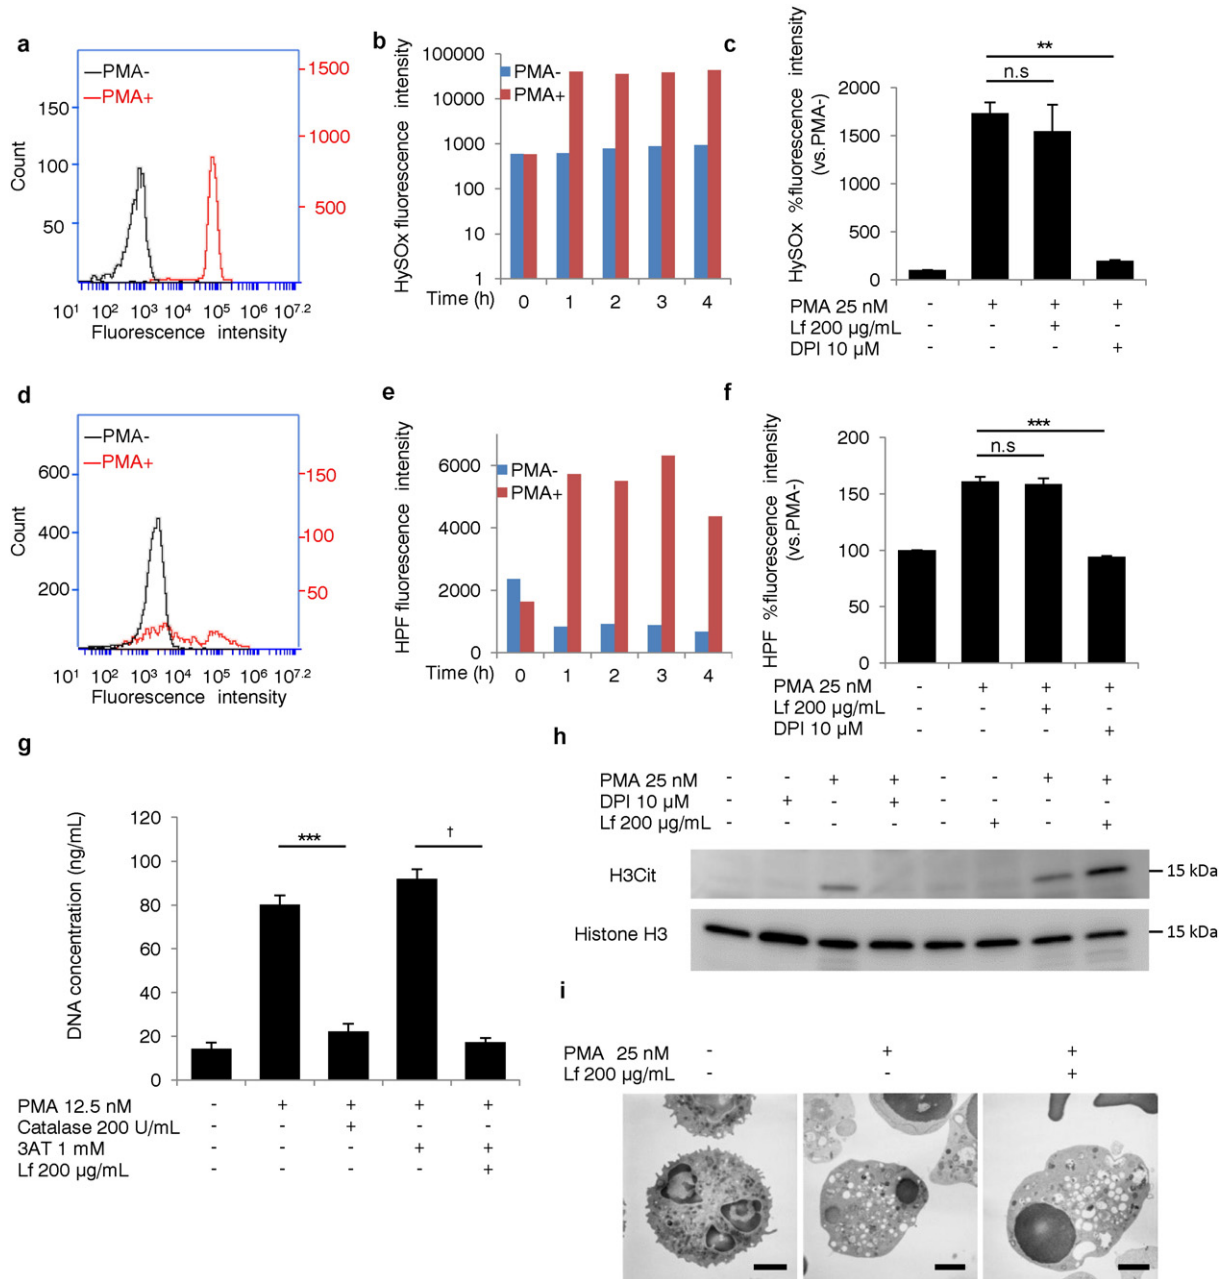 a
PMA-
PMA+
Count
150
100
50
1500
1000
500
10¹ 10² 10³ 10⁴ 10⁵ 10⁶ 10⁷·²
Fluorescence intensity
b
HySOx fluorescence intensity
100000
10000
1000
100
10
1
PMA-
PMA+
Time (h) 0 1 2 3 4
c
HySOx %fluorescence intensity
(vs.PMA-)
2000
1500
1000
500
0
**
n.s
PMA 25 nM - + + +
Lf 200 µg/mL - - + -
DPI 10 µM - - - +
d
PMA-
PMA+
Count
600
400
200
150
100
50
10¹ 10² 10³ 10⁴ 10⁵ 10⁶ 10⁷·²
Fluorescence intensity
e
HPF fluorescence intensity
6000
4000
2000
0
PMA-
PMA+
Time (h) 0 1 2 3 4
f
HPF %fluorescence intensity
(vs.PMA-)
200
150
100
50
0
***
n.s
PMA 25 nM - + + +
Lf 200 µg/mL - - + -
DPI 10 µM - - - +
g
DNA concentration (ng/mL)
120
100
80
60
40
20
0
***
†
PMA 12.5 nM - + + + +
Catalase 200 U/mL - - + - -
3AT 1 mM - - - + +
Lf 200 µg/mL - - - - +
h
PMA 25 nM - - + + - - + +
DPI 10 µM - + - + - - - -
Lf 200 µg/mL - - - - - + - +
H3Cit
15 kDa
Histone H3
15 kDa
i
PMA 25 nM - + +
Lf 200 µg/mL - - +